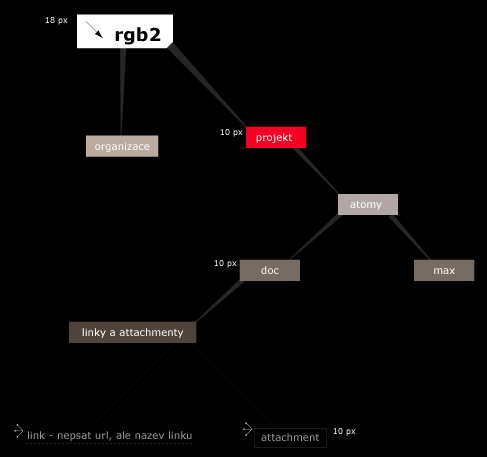 18 px
rgb2
10 px
projekt
organizace
atomy
10 px
doc
max
linky a attachmenty
link - nepsat url, ale nazev linku
attachment
10 px